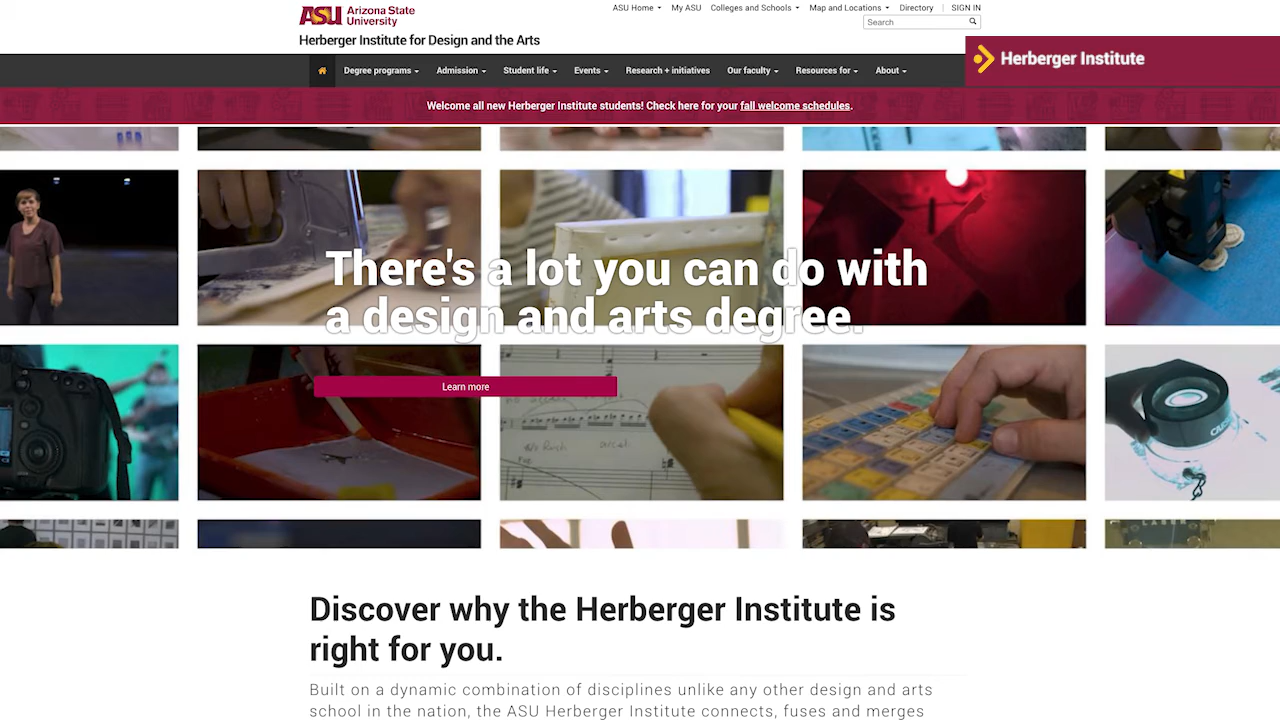 ASU Arizona State
University
ASU Home
My ASU
Colleges and Schools
Map and Locations
Directory
SIGN IN
Search
Herberger Institute for Design and the Arts
Herberger Institute
Degree programs
Admission
Student life
Events
Research + initiatives
Our faculty
Resources for
About
Welcome all new Herberger Institute students! Check here for your fall welcome schedules.
There's a lot you can do with
a design and arts degree.
Learn more
Discover why the Herberger Institute is
right for you.
Built on a dynamic combination of disciplines unlike any other design and arts
school in the nation, the ASU Herberger Institute connects, fuses and merges